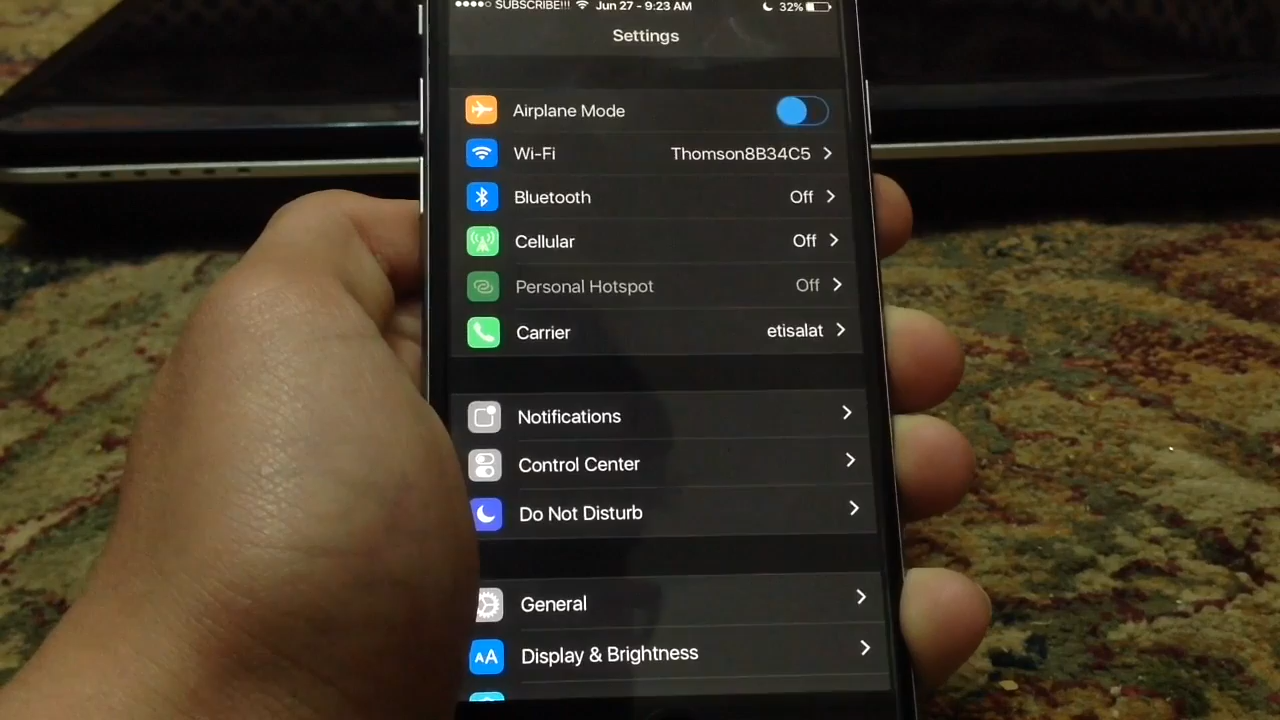 SUBSCRIBE!!! Jun 27 - 9:23 AM 32%
Settings
Airplane Mode
Wi-Fi Thomson8B34C5
Bluetooth Off
Cellular Off
Personal Hotspot Off
Carrier etisalat
Notifications
Control Center
Do Not Disturb
General
AA Display & Brightness